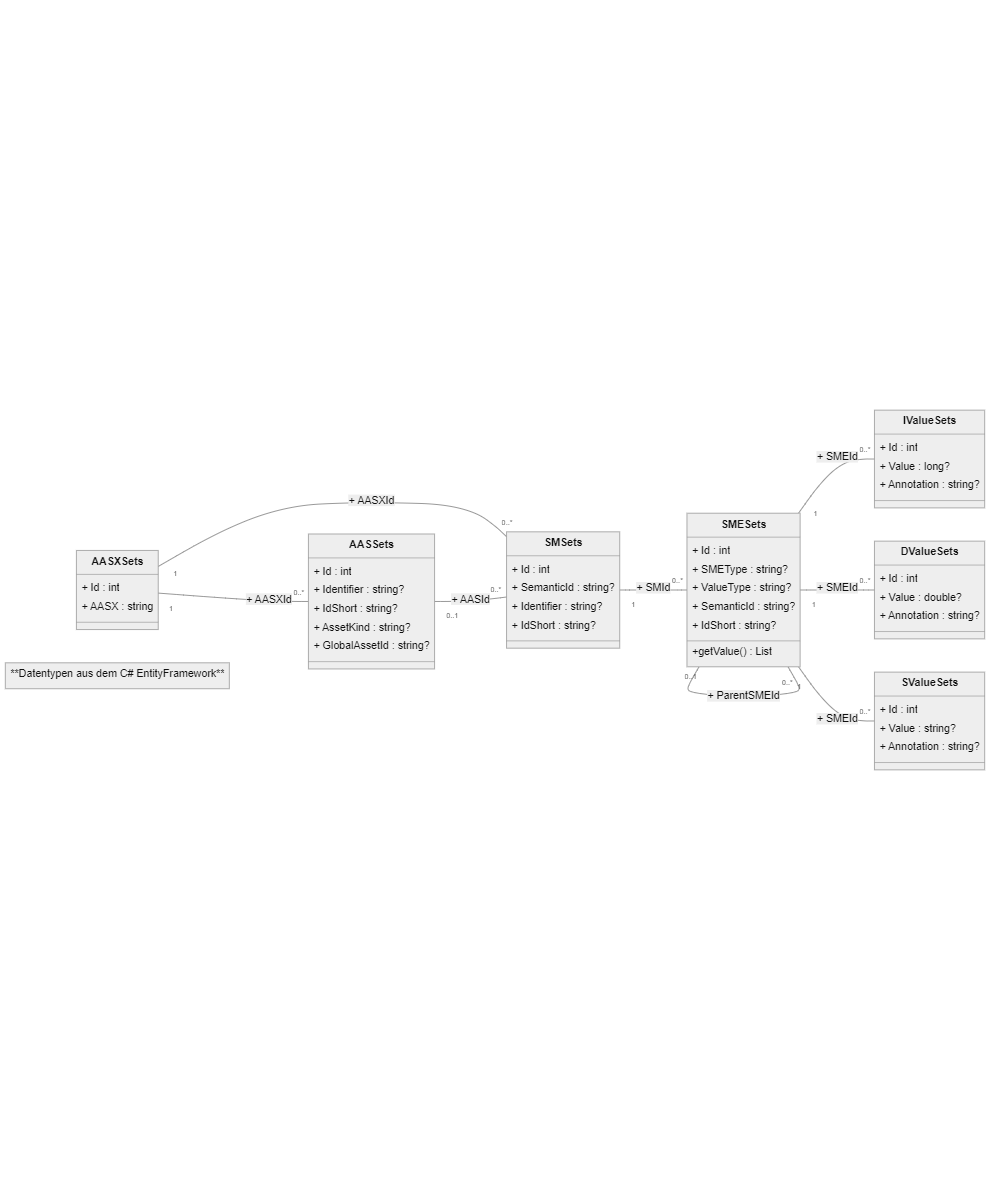 AASXSets
+ Id : int
+ AASX : string
**Datentypen aus dem C# EntityFramework**
+ AASXId
1
0..*
+ AASXId
1
0..*
AASSets
+ Id : int
+ Identifier : string?
+ IdShort : string?
+ AssetKind : string?
+ GlobalAssetId : string?
+ AASId
0..1
0..*
SMSets
+ Id : int
+ SemanticId : string?
+ Identifier : string?
+ IdShort : string?
+ SMId
1
0..*
SMESets
+ Id : int
+ SMEType : string?
+ ValueType : string?
+ SemanticId : string?
+ IdShort : string?
+getValue() : List
0..1
0..*
+ ParentSMEId
+ SMEId
1
0..*
IValueSets
+ Id : int
+ Value : long?
+ Annotation : string?
+ SMEId
1
0..*
DValueSets
+ Id : int
+ Value : double?
+ Annotation : string?
+ SMEId
1
0..*
SValueSets
+ Id : int
+ Value : string?
+ Annotation : string?